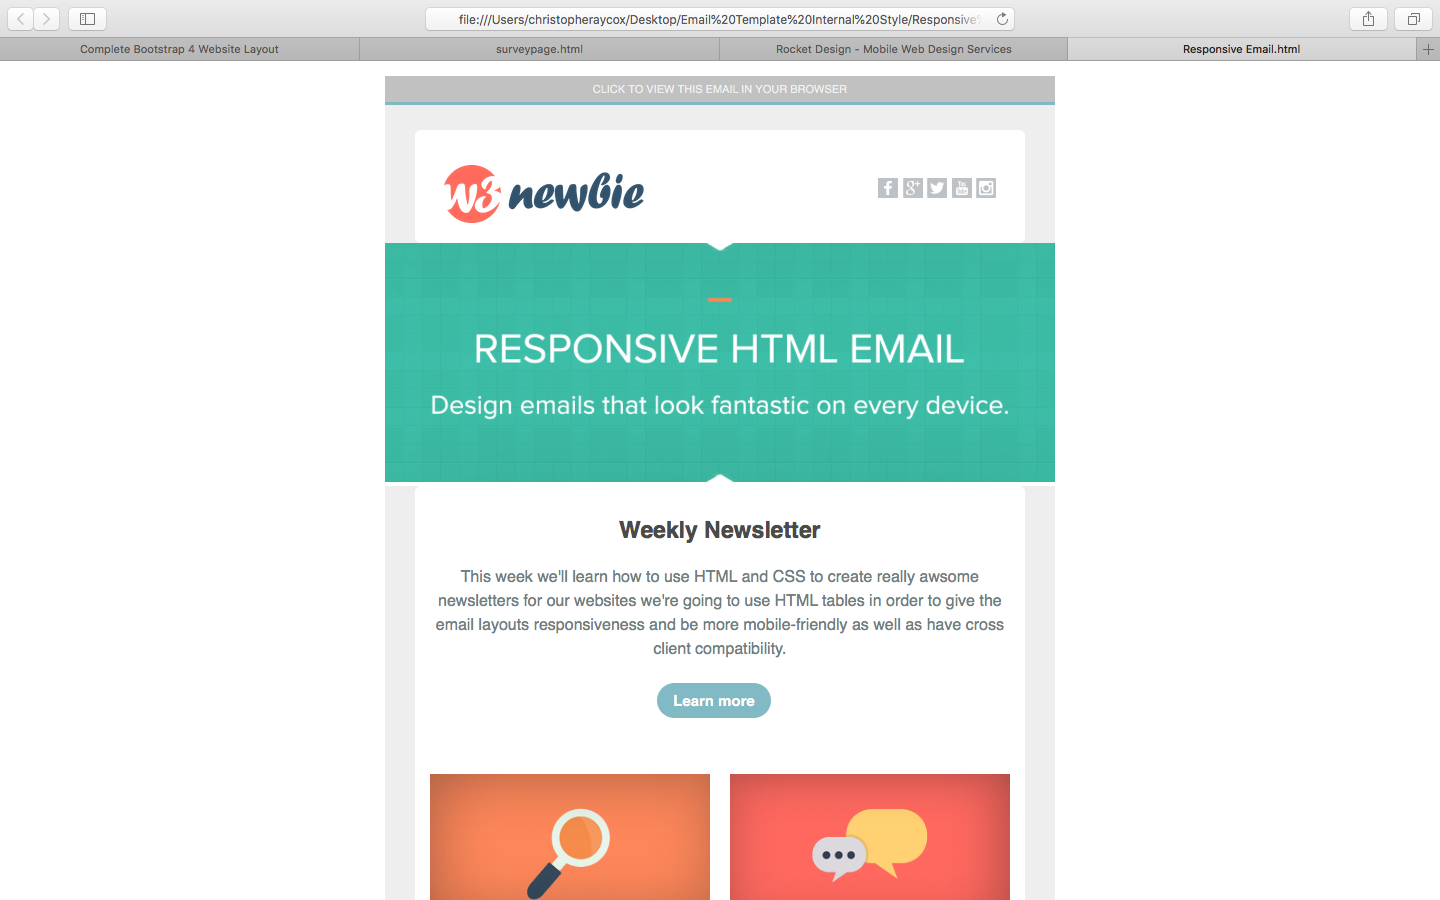 file:///Users/christopheraycox/Desktop/Email%20Template%20Internal%20Style/Responsive%
Complete Bootstrap 4 Website Layout
surveypage.html
Rocket Design - Mobile Web Design Services
Responsive Email.html
CLICK TO VIEW THIS EMAIL IN YOUR BROWSER
w3 newbie
RESPONSIVE HTML EMAIL
Design emails that look fantastic on every device.
Weekly Newsletter
This week we'll learn how to use HTML and CSS to create really awsome
newsletters for our websites we're going to use HTML tables in order to give the
email layouts responsiveness and be more mobile-friendly as well as have cross
client compatibility.
Learn more